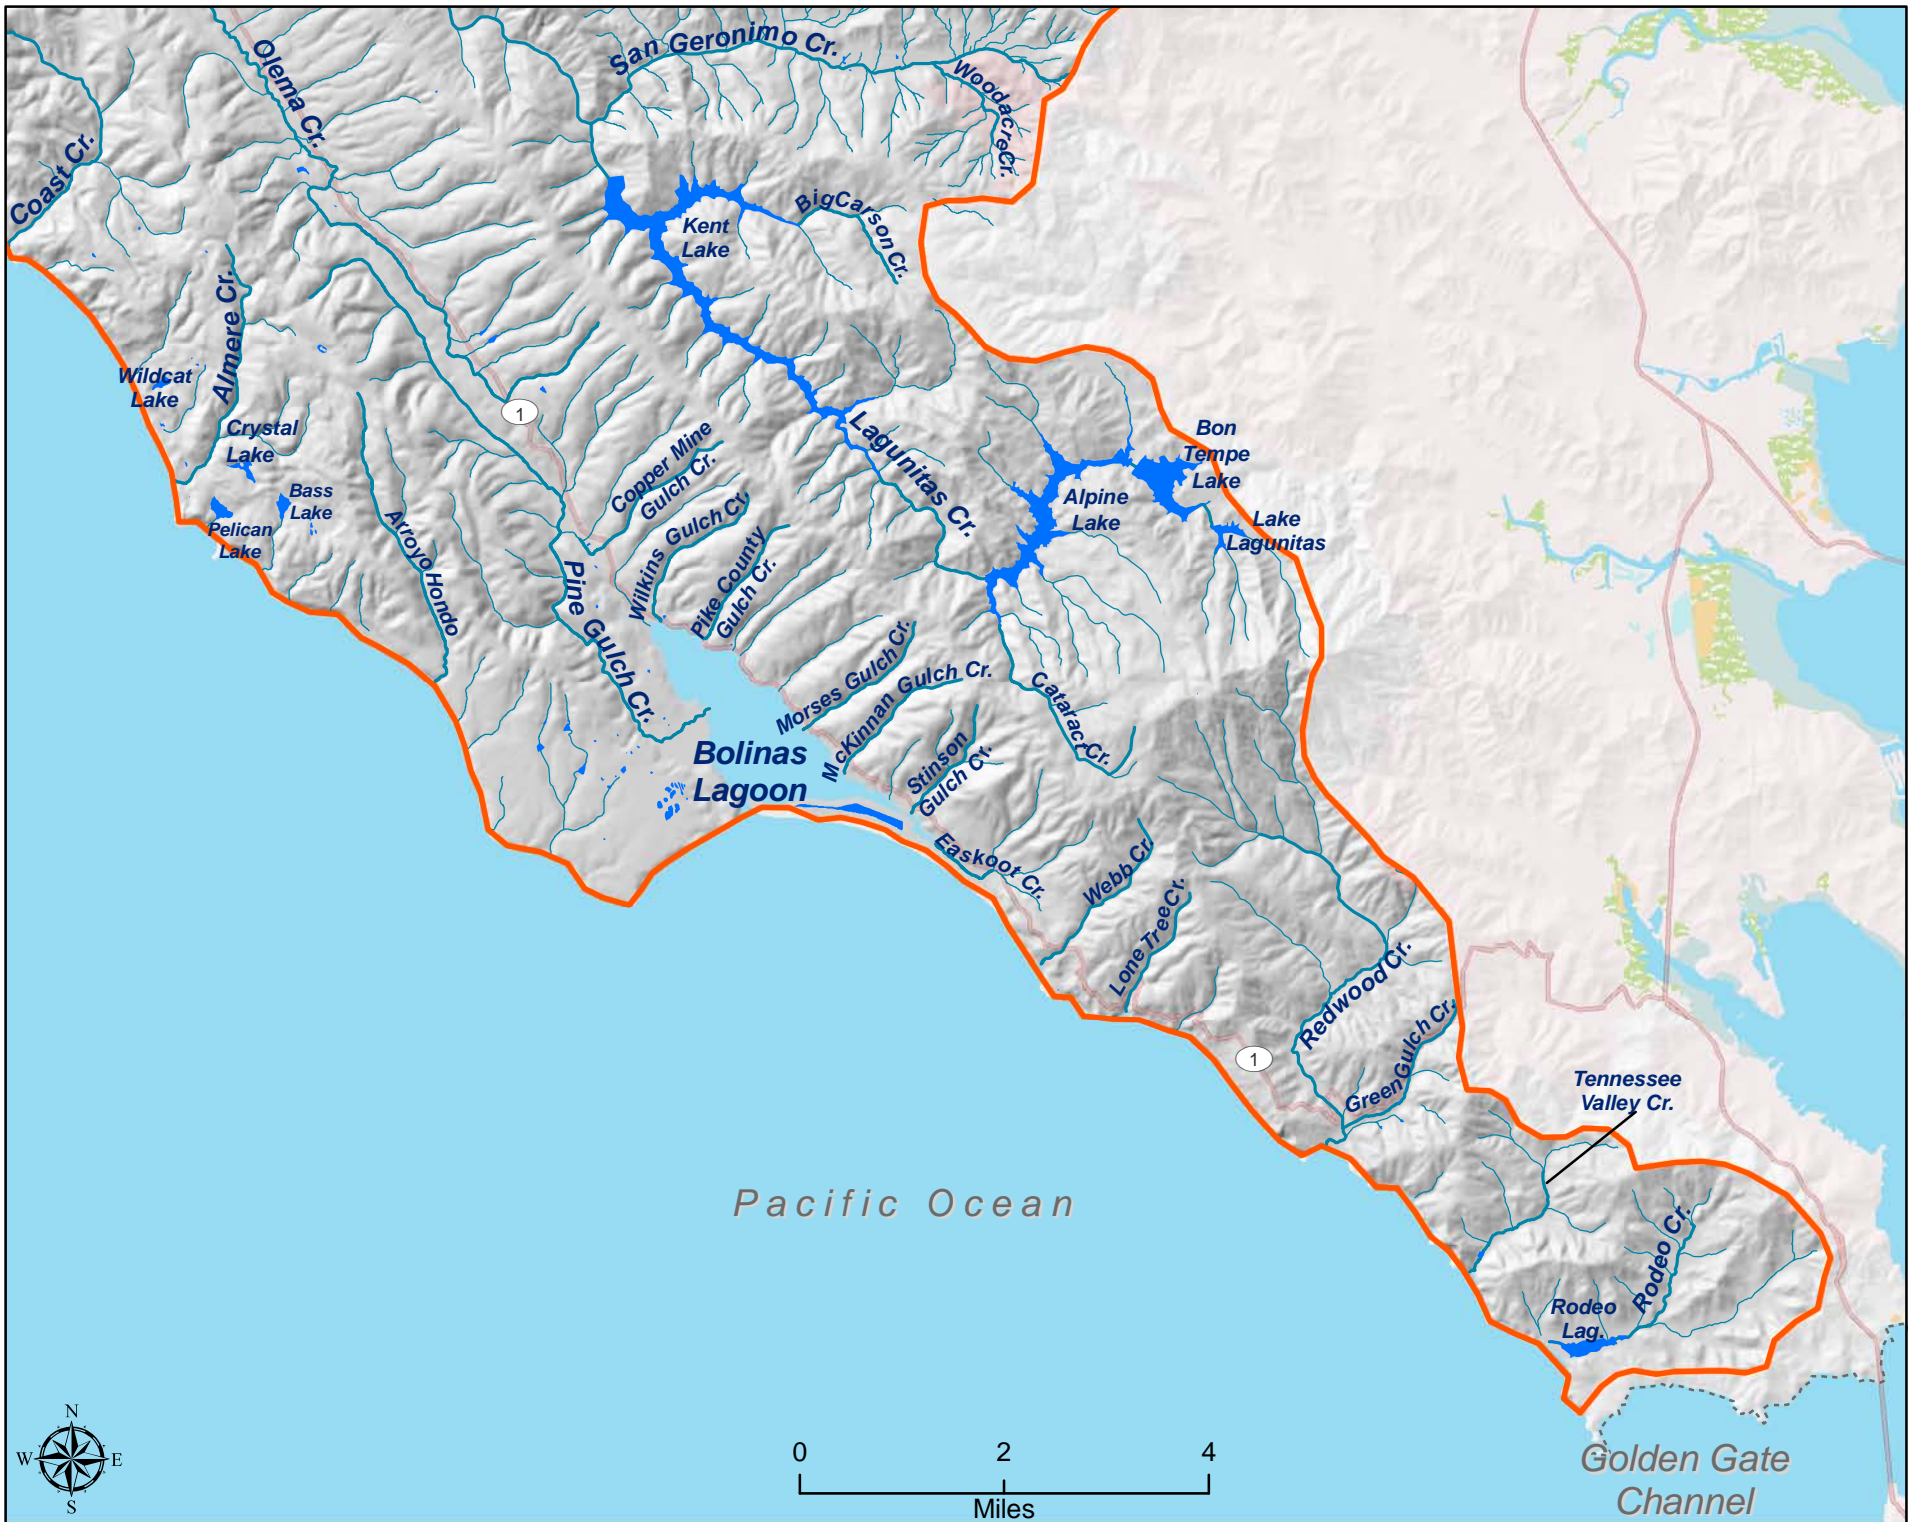 San Geronimo Cr.
Olema Cr.
Woodacre Cr.
Coast Cr.
Big Carson Cr.
Kent
Lake
Almere Cr.
Wildcat
Lake
1
Crystal
Lake
Copper Mine
Gulch Cr.
Lagunitas Cr.
Bon
Tempe
Lake
Bass
Lake
Alpine
Lake
Pelican
Lake
Arroyo Hondo
Wilkins Gulch Cr.
Lake
Lagunitas
Pike County
Gulch Cr.
Pine Gulch Cr.
Morses Gulch Cr.
McKinnan Gulch Cr.
Cataract Cr.
Bolinas
Lagoon
Stinson
Gulch Cr.
Easkoot Cr.
Webb Cr.
Lone Tree Cr.
Redwood Cr.
1
Green Gulch Cr.
Tennessee
Valley Cr.
Pacific Ocean
Rodeo Cr.
Rodeo
Lag.
N
W E
S
0 2 4
Miles
Golden Gate
Channel